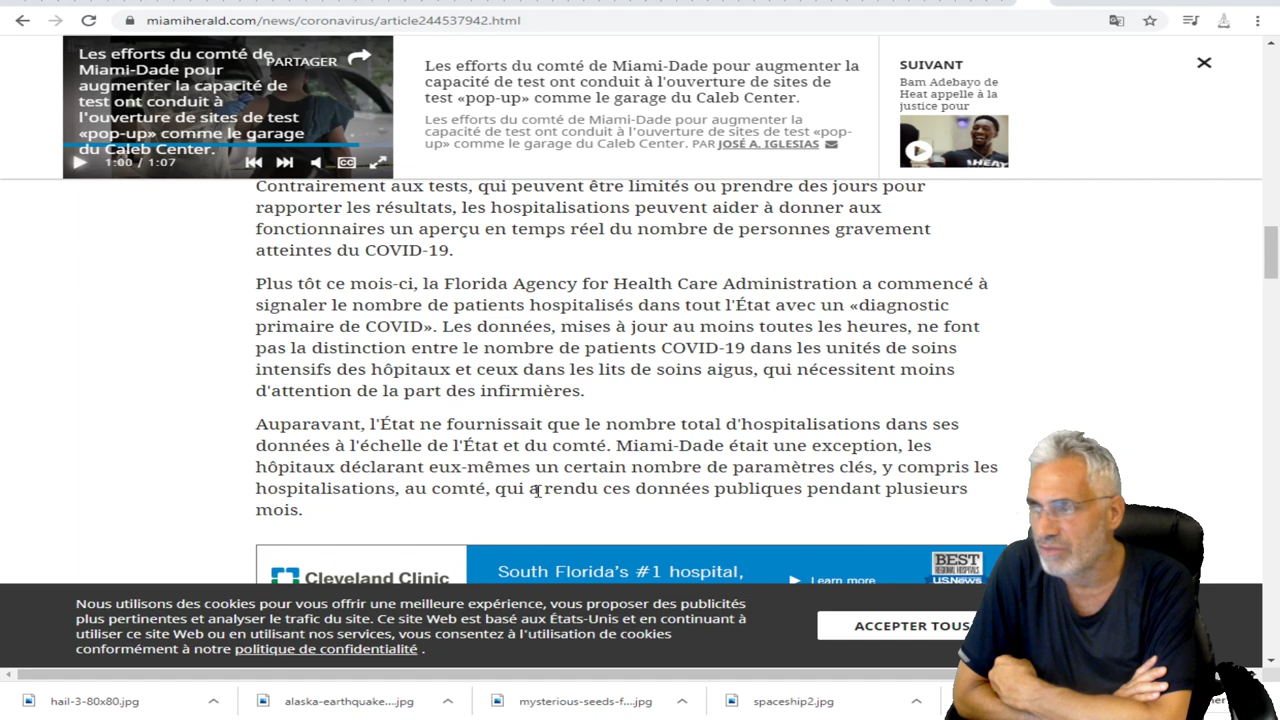 miamiherald.com/news/coronavirus/article244537942.html
Les efforts du comté de
Miami-Dade pour
augmenter la capacité de
test ont conduit à
l'ouverture de sites de test
«pop-up» comme le garage
du Caleb Center.
PARTAGER
1:00 / 1:07
CC
Les efforts du comté de Miami-Dade pour augmenter la
capacité de test ont conduit à l'ouverture de sites de
test «pop-up» comme le garage du Caleb Center.
Les efforts du comté de Miami-Dade pour augmenter la
capacité de test ont conduit à l'ouverture de sites de test «pop-
up» comme le garage du Caleb Center. PAR JOSÉ A. IGLESIAS
SUIVANT
Bam Adebayo de
Heat appelle à la
justice pour
HEAT
Contrairement aux tests, qui peuvent être limités ou prendre des jours pour
rapporter les résultats, les hospitalisations peuvent aider à donner aux
fonctionnaires un aperçu en temps réel du nombre de personnes gravement
atteintes du COVID-19.
Plus tôt ce mois-ci, la Florida Agency for Health Care Administration a commencé à
signaler le nombre de patients hospitalisés dans tout l'État avec un «diagnostic
primaire de COVID». Les données, mises à jour au moins toutes les heures, ne font
pas la distinction entre le nombre de patients COVID-19 dans les unités de soins
intensifs des hôpitaux et ceux dans les lits de soins aigus, qui nécessitent moins
d'attention de la part des infirmières.
Auparavant, l'État ne fournissait que le nombre total d'hospitalisations dans ses
données à l'échelle de l'État et du comté. Miami-Dade était une exception, les
hôpitaux déclarant eux-mêmes un certain nombre de paramètres clés, y compris les
hospitalisations, au comté, qui a rendu ces données publiques pendant plusieurs
mois.
Cleveland Clinic
South Florida's #1 hospital,
Learn more
BEST
REGIONAL HOSPITALS
U.S.News
Nous utilisons des cookies pour vous offrir une meilleure expérience, vous proposer des publicités
plus pertinentes et analyser le trafic du site. Ce site Web est basé aux États-Unis et en continuant à
utiliser ce site Web ou en utilisant nos services, vous consentez à l'utilisation de cookies
conformément à notre politique de confidentialité .
ACCEPTER TOUS
hail-3-80x80.jpg
alaska-earthquake....jpg
mysterious-seeds-f....jpg
spaceship2.jpg